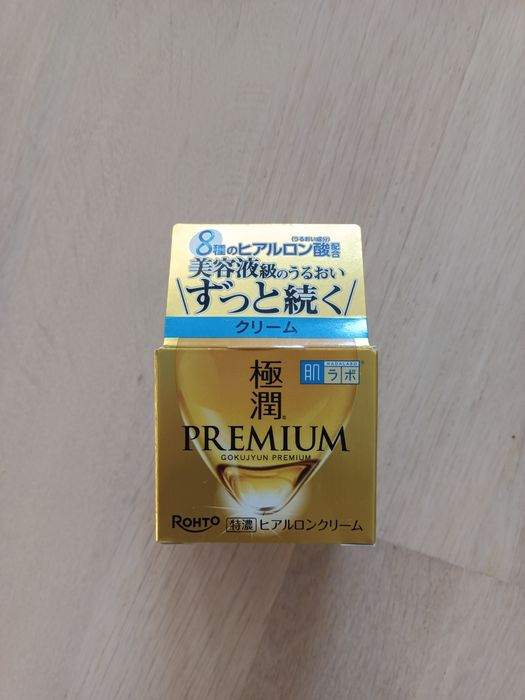 8種のヒアルロン酸(うるおい成分)配合
美容液級のうるおい
\ずっと続く/
クリーム
極潤®
HADALABO
肌ラボ
PREMIUM
GOKUJYUN PREMIUM
ROHTO 特濃 ヒアルロンクリーム